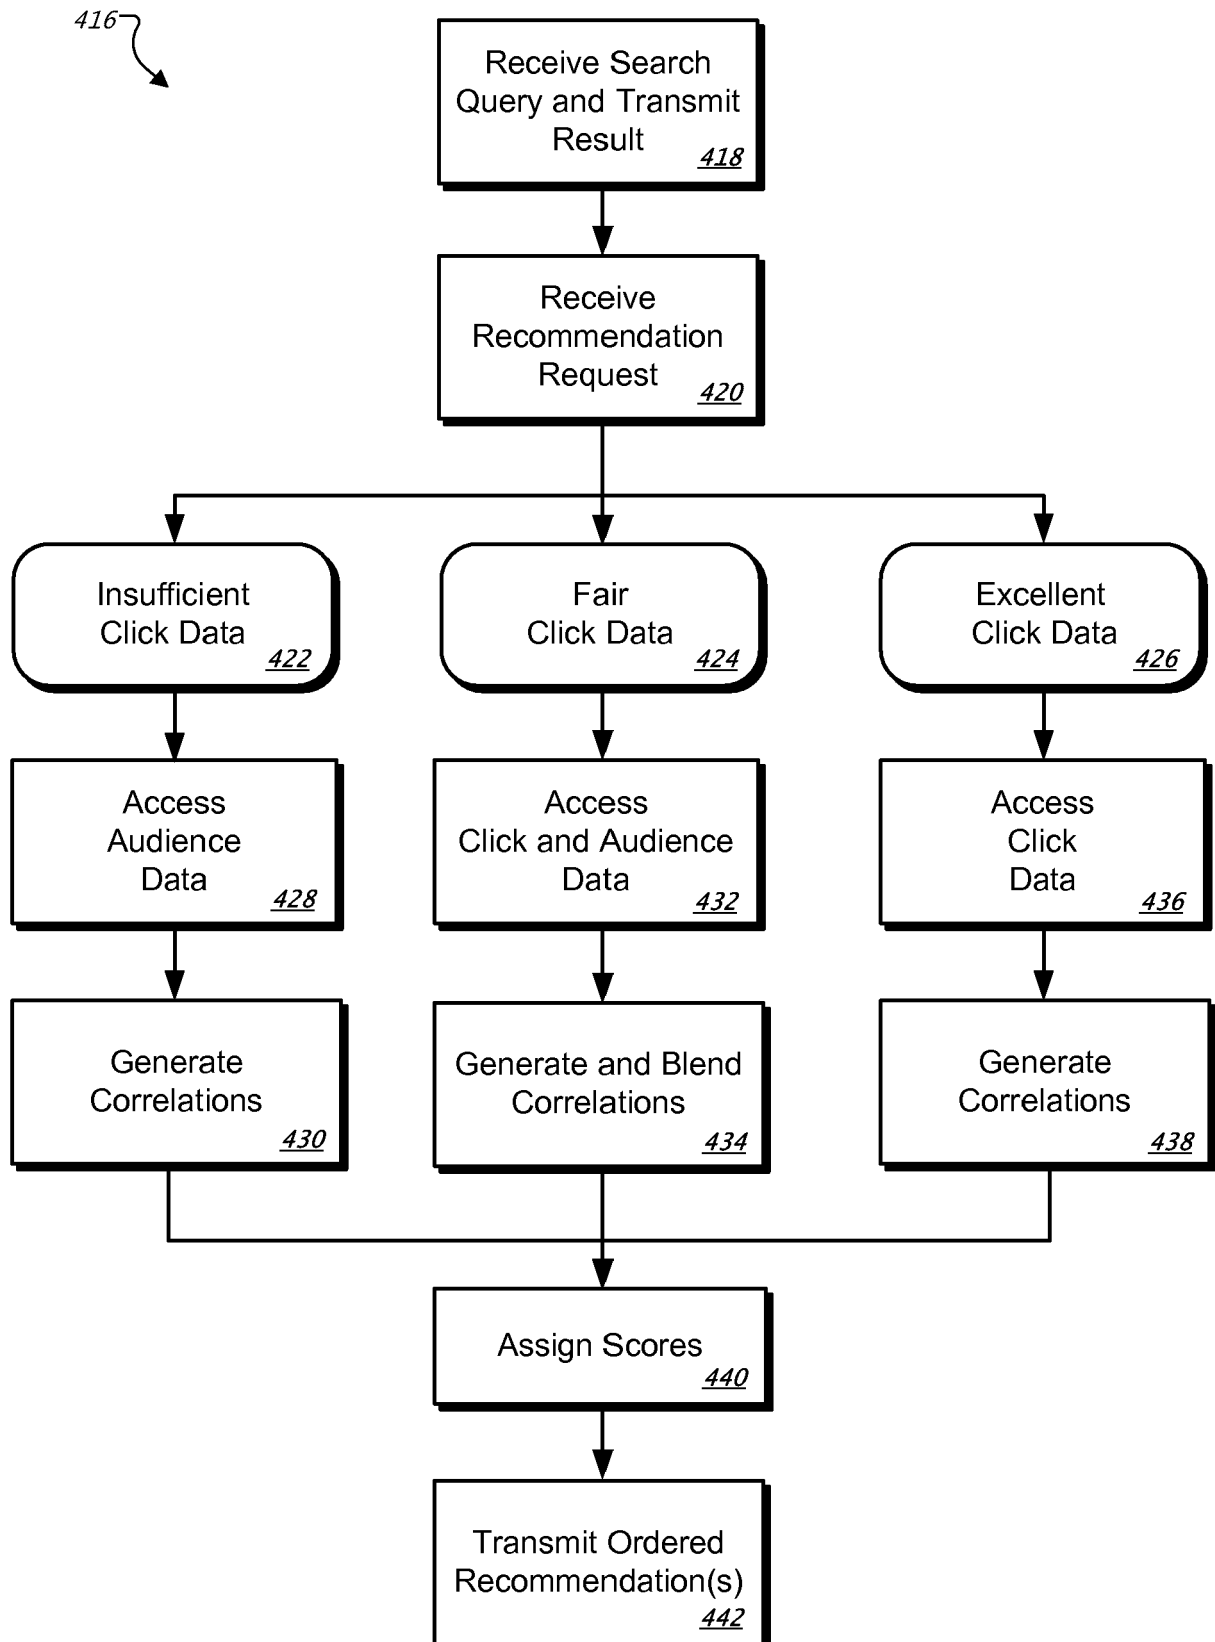 416
Receive Search
Query and Transmit
Result
418
Receive
Recommendation
Request
420
Insufficient
Click Data
422
Fair
Click Data
424
Excellent
Click Data
426
Access
Audience
Data
428
Access
Click and Audience
Data
432
Access
Click
Data
436
Generate
Correlations
430
Generate and Blend
Correlations
434
Generate
Correlations
438
Assign Scores
440
Transmit Ordered
Recommendation(s)
442